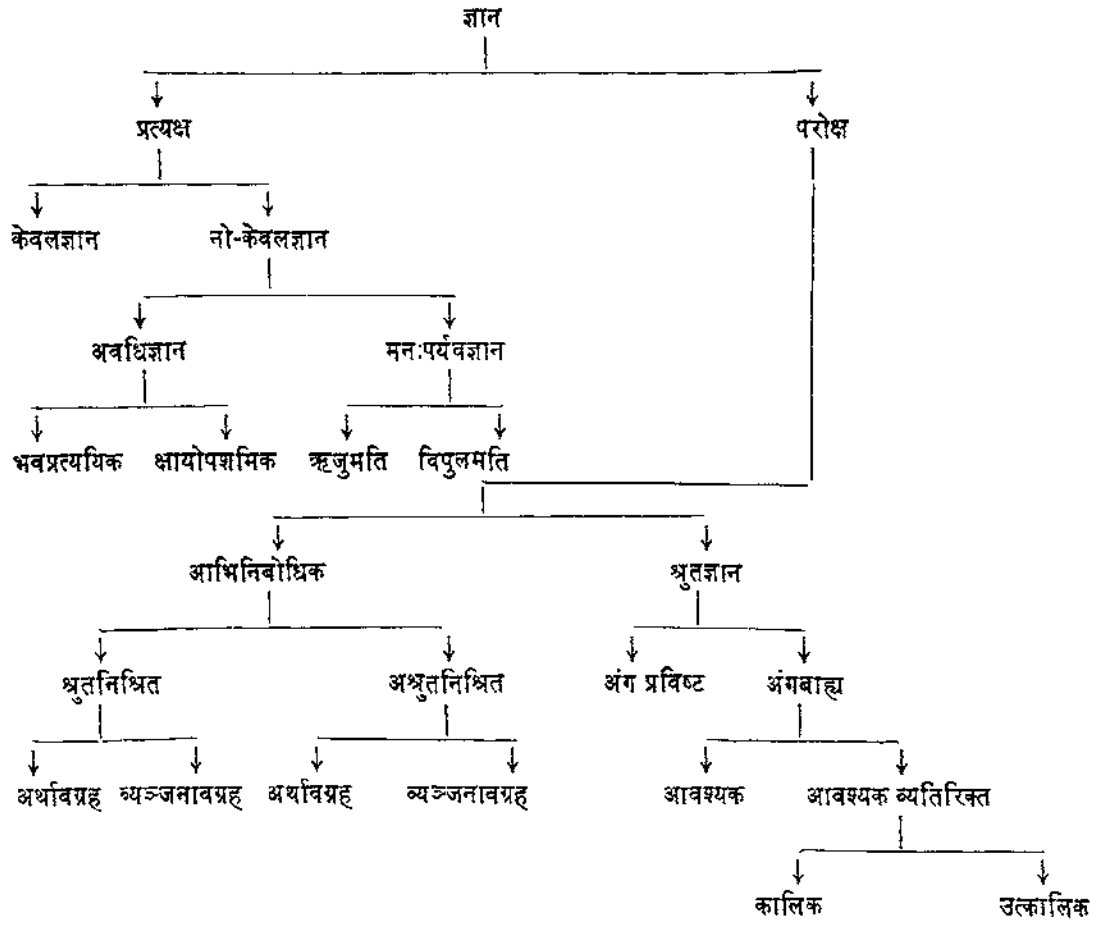 ज्ञान
प्रत्यक्ष परोक्ष
केवलज्ञान नो-केवलज्ञान
अवधिज्ञान मनःपर्यवज्ञान
भवप्रत्ययिक क्षायोपशमिक ऋजुमति विपुलमति
आभिनिबोधिक श्रुतज्ञान
श्रुतनिश्रित अश्रुतनिश्रित अंग प्रविष्ट अंगबाह्य
अर्थावग्रह व्यञ्जनावग्रह अर्थावग्रह व्यञ्जनावग्रह आवश्यक आवश्यक व्यतिरिक्त
कालिक उत्कालिक